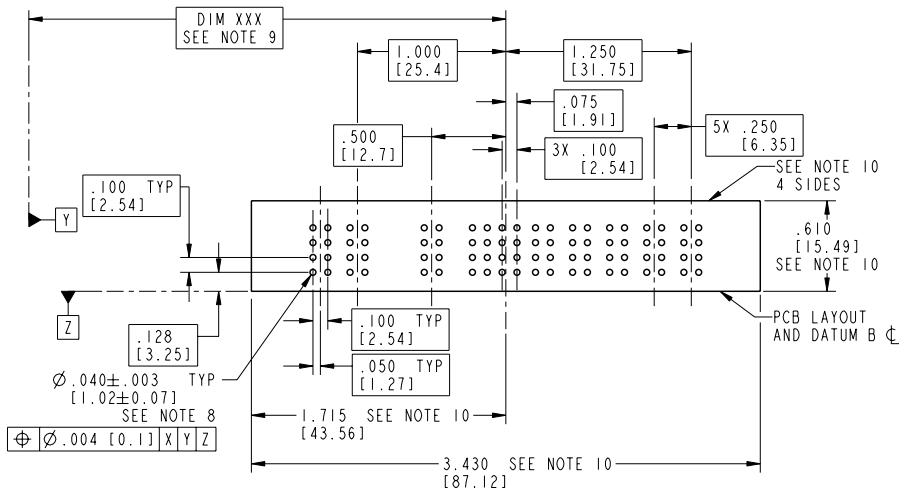 DIM XXX
SEE NOTE 9
1.000
[25.4]
1.250
[31.75]
.075
[1.91]
.500
[12.7]
3X .100
[2.54]
5X .250
[6.35]
SEE NOTE 10
4 SIDES
.100 TYP
[2.54]
Y
.610
[15.49]
SEE NOTE 10
Z
.128
[3.25]
.100 TYP
[2.54]
PCB LAYOUT
AND DATUM B ℄
.050 TYP
[1.27]
Ø.040±.003 TYP
[1.02±0.07]
SEE NOTE 8
⌖ Ø.004 [0.1] X Y Z
1.715 SEE NOTE 10
[43.56]
3.430 SEE NOTE 10
[87.12]